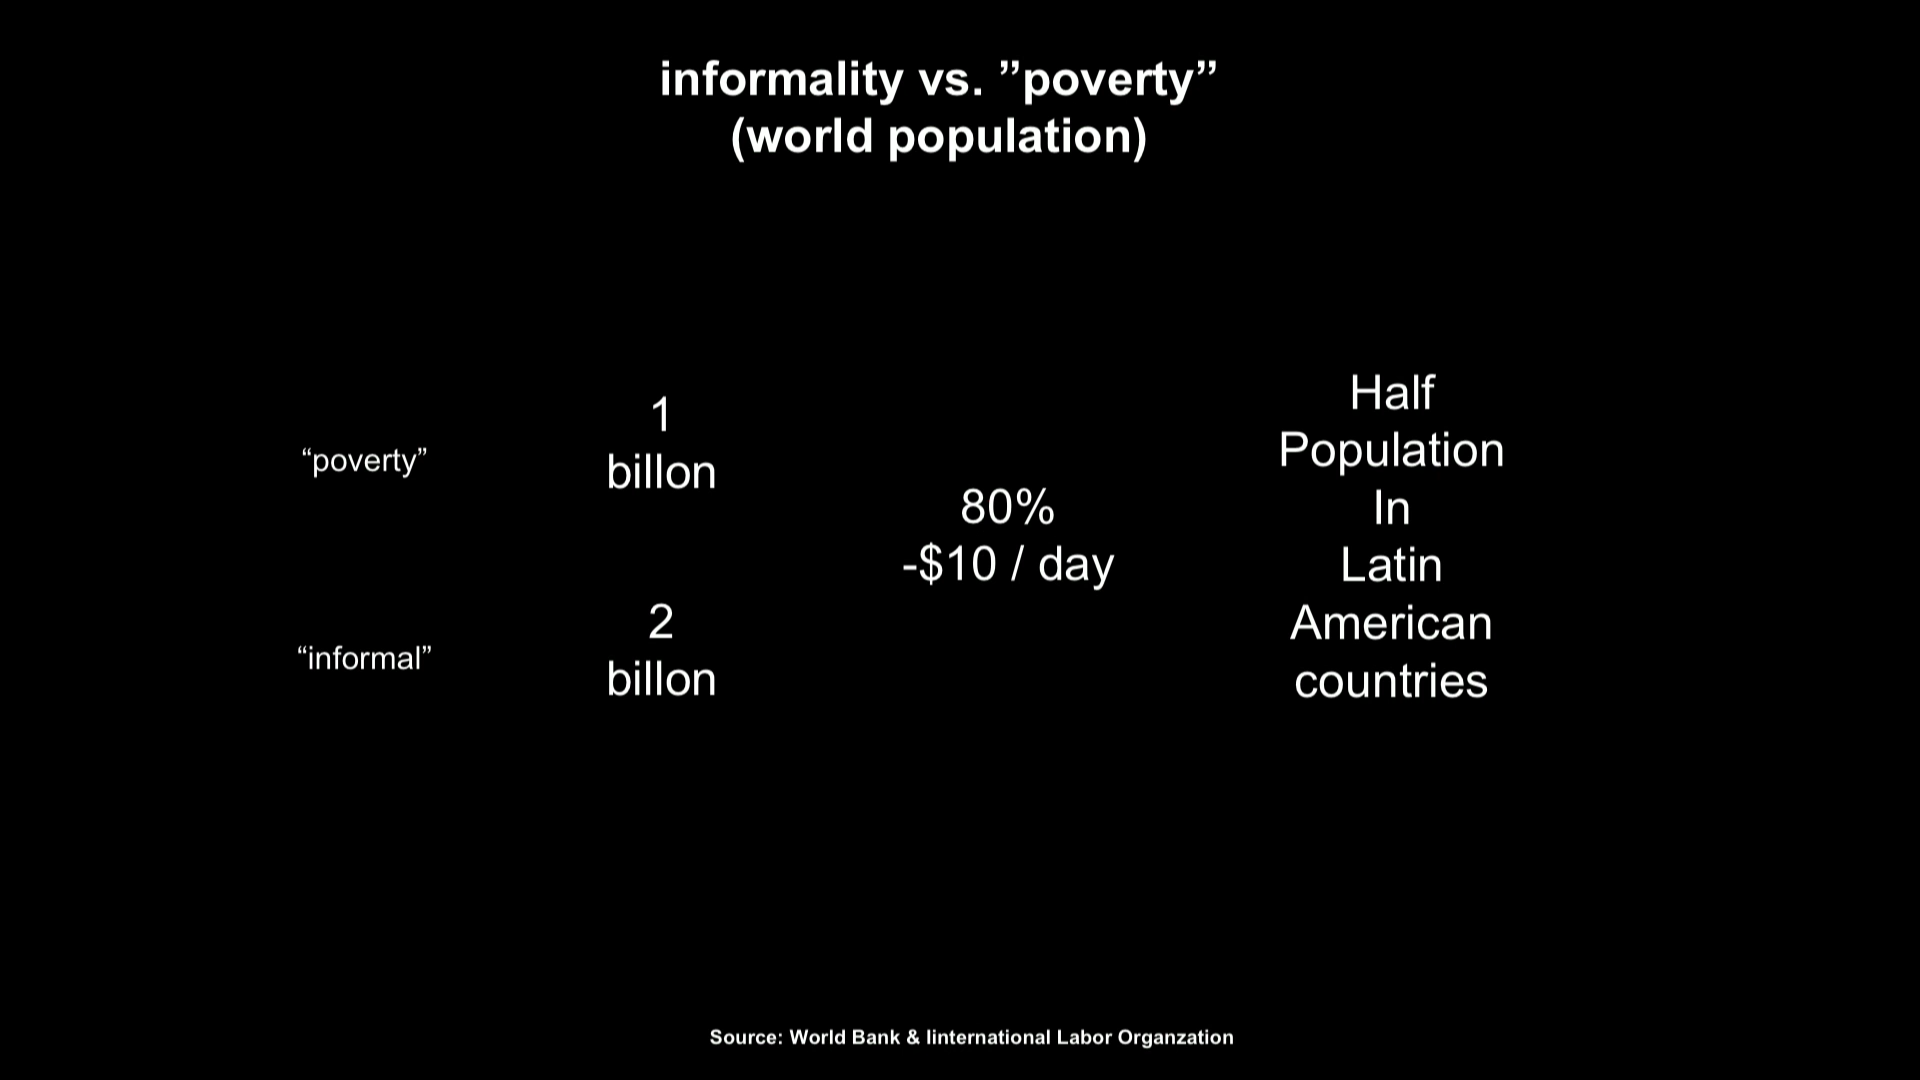 informality vs. ”poverty”
(world population)
“poverty”
1
billon
“informal”
2
billon
80%
-$10 / day
Half
Population
In
Latin
American
countries
Source: World Bank & Iinternational Labor Organzation